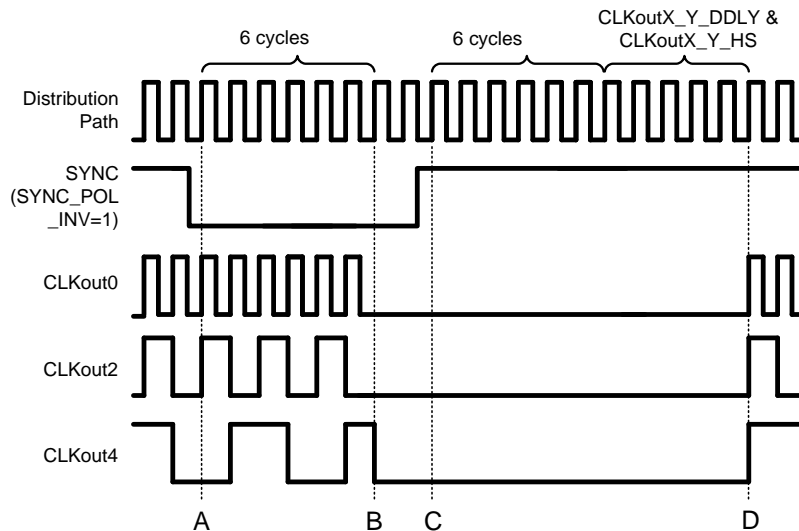 CLKoutX_Y_DDLY &
6 cycles 6 cycles CLKoutX_Y_HS
Distribution
Path
SYNC
(SYNC_POL
_INV=1)
CLKout0
CLKout2
CLKout4
A B C D